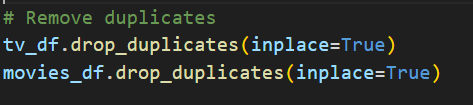 # Remove duplicates
tv_df.drop_duplicates(inplace=True)
movies_df.drop_duplicates(inplace=True)